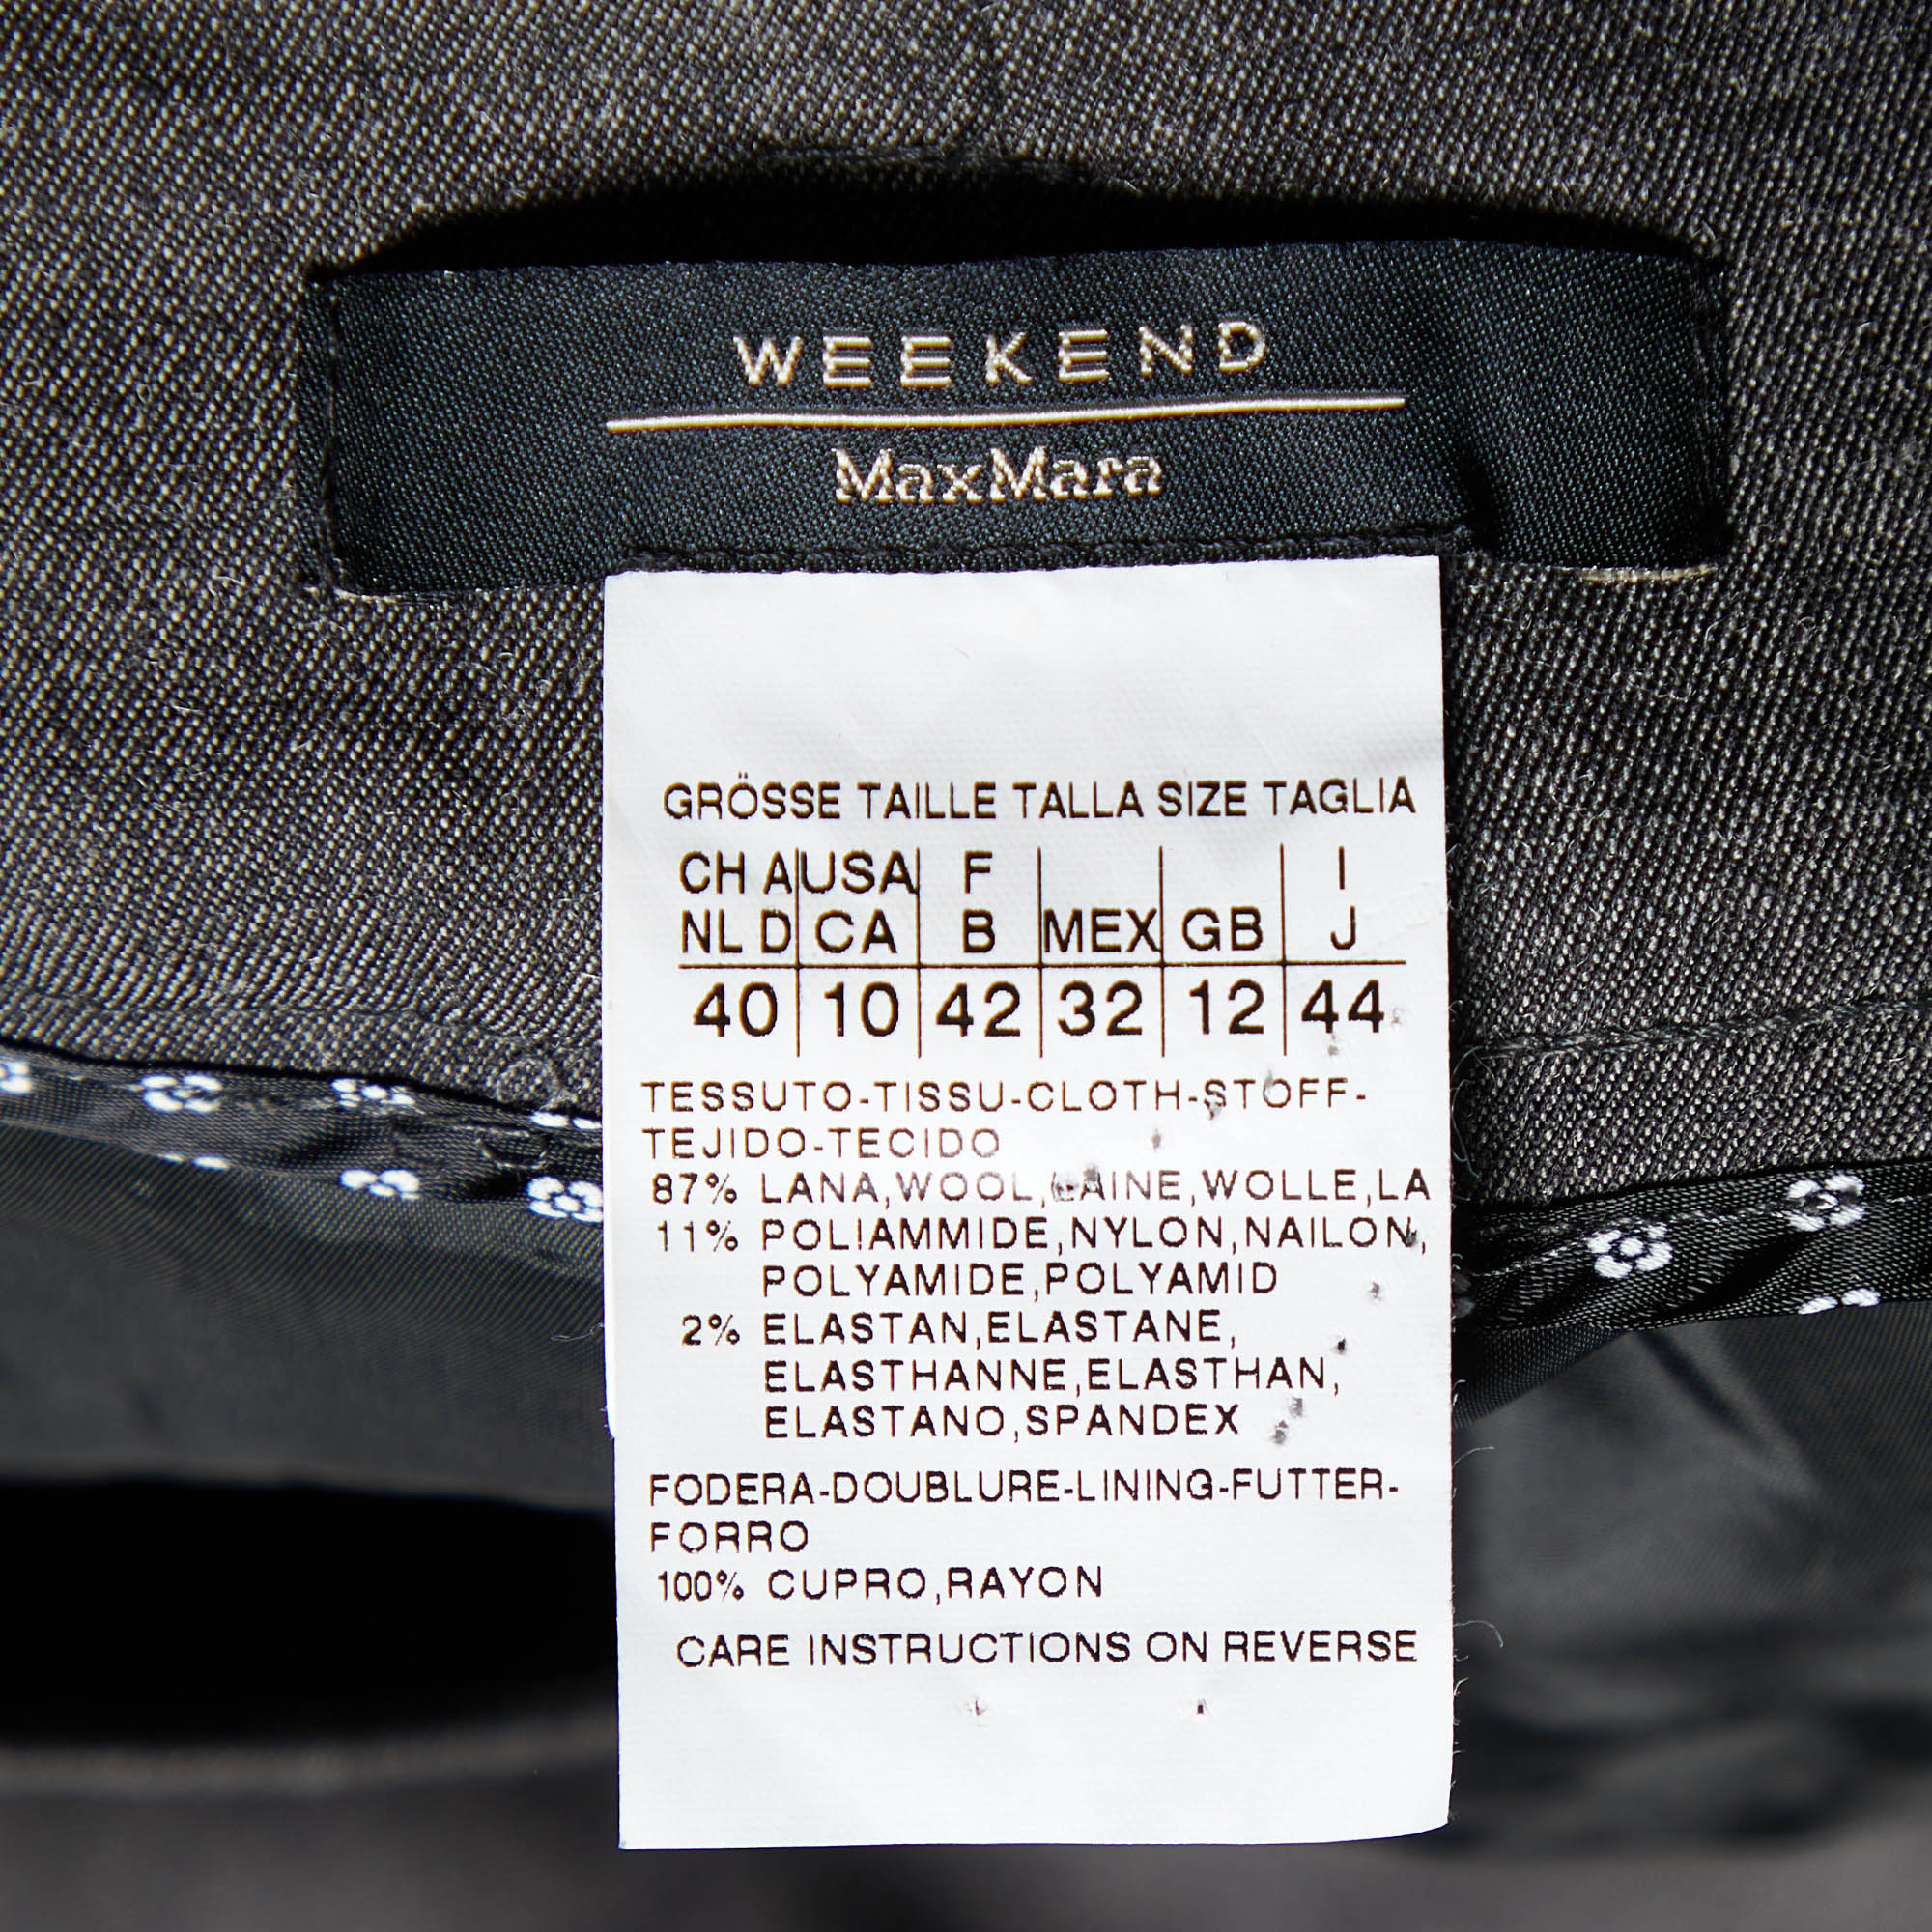 WEEKEND
MaxMara
GRÖSSE TAILLE TALLA SIZE TAGLIA
CH A USA F I
NL D CA B MEX GB J
40 10 42 32 12 44
TESSUTO-TISSU-CLOTH-STOFF-
TEJIDO-TECIDO
87% LANA,WOOL,LAINE,WOLLE,LA
11% POLIAMMIDE,NYLON,NAILON,
POLYAMIDE,POLYAMID
2% ELASTAN,ELASTANE,
ELASTHANNE,ELASTHAN,
ELASTANO,SPANDEX
FODERA-DOUBLURE-LINING-FUTTER-
FORRO
100% CUPRO,RAYON
CARE INSTRUCTIONS ON REVERSE